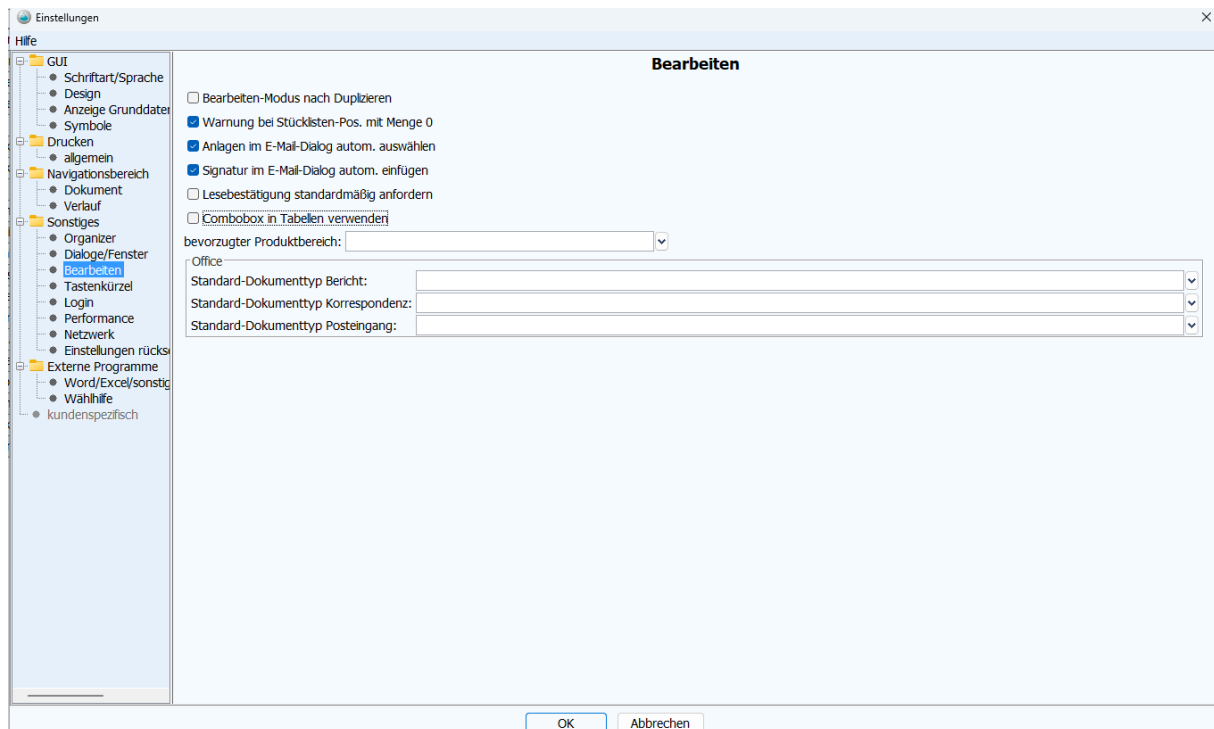 Einstellungen
Hilfe
GUI
Schriftart/Sprache
Design
Anzeige Grunddaten
Symbole
Drucken
allgemein
Navigationsbereich
Dokument
Verlauf
Sonstiges
Organizer
Dialoge/Fenster
Bearbeiten
Tastenkürzel
Login
Performance
Netzwerk
Einstellungen rückse
Externe Programme
Word/Excel/sonstig
Wählhilfe
kundenspezifisch
Bearbeiten
Bearbeiten-Modus nach Duplizieren
Warnung bei Stücklisten-Pos. mit Menge 0
Anlagen im E-Mail-Dialog autom. auswählen
Signatur im E-Mail-Dialog autom. einfügen
Lesebestätigung standardmäßig anfordern
Combobox in Tabellen verwenden
bevorzugter Produktbereich:
Office
Standard-Dokumenttyp Bericht:
Standard-Dokumenttyp Korrespondenz:
Standard-Dokumenttyp Posteingang:
OK Abbrechen